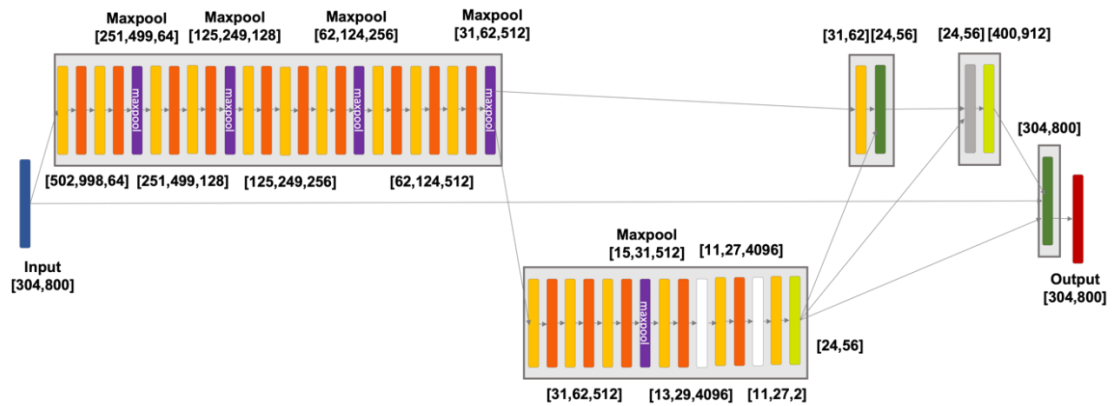 Maxpool
[251,499,64]
Maxpool
[125,249,128]
Maxpool
[62,124,256]
Maxpool
[31,62,512]
[31,62] [24,56]
[24,56] [400,912]
maxpool
maxpool
maxpool
maxpool
[304,800]
[502,998,64]
[251,499,128]
[125,249,256]
[62,124,512]
Input
[304,800]
Maxpool
[15,31,512]
[11,27,4096]
maxpool
Output
[304,800]
[24,56]
[31,62,512]
[13,29,4096]
[11,27,2]